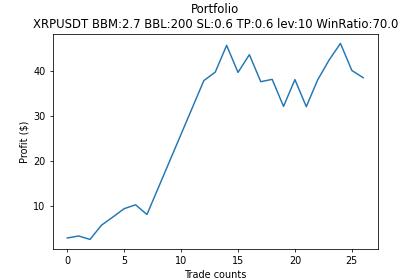 Portfolio
XRPUSDT BBM:2.7 BBL:200 SL:0.6 TP:0.6 lev:10 WinRatio:70.0
40
30
20
10
Profit ($)
0 5 10 15 20 25
Trade counts